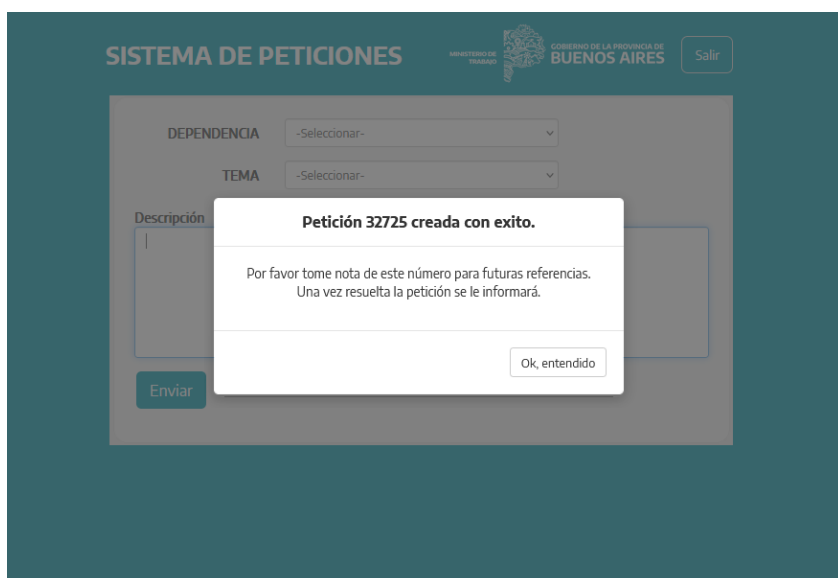 SISTEMA DE PETICIONES
MINISTERIO DE
TRABAJO
GOBIERNO DE LA PROVINCIA DE
BUENOS AIRES
Salir
DEPENDENCIA
-Seleccionar-
TEMA
-Seleccionar-
Descripción
Petición 32725 creada con exito.
Por favor tome nota de este número para futuras referencias.
Una vez resuelta la petición se le informará.
Ok, entendido
Enviar